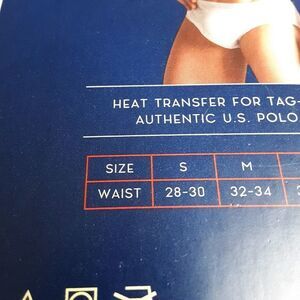 HEAT TRANSFER FOR TAG-
AUTHENTIC U.S. POLO
SIZE S M
WAIST 28-30 32-34